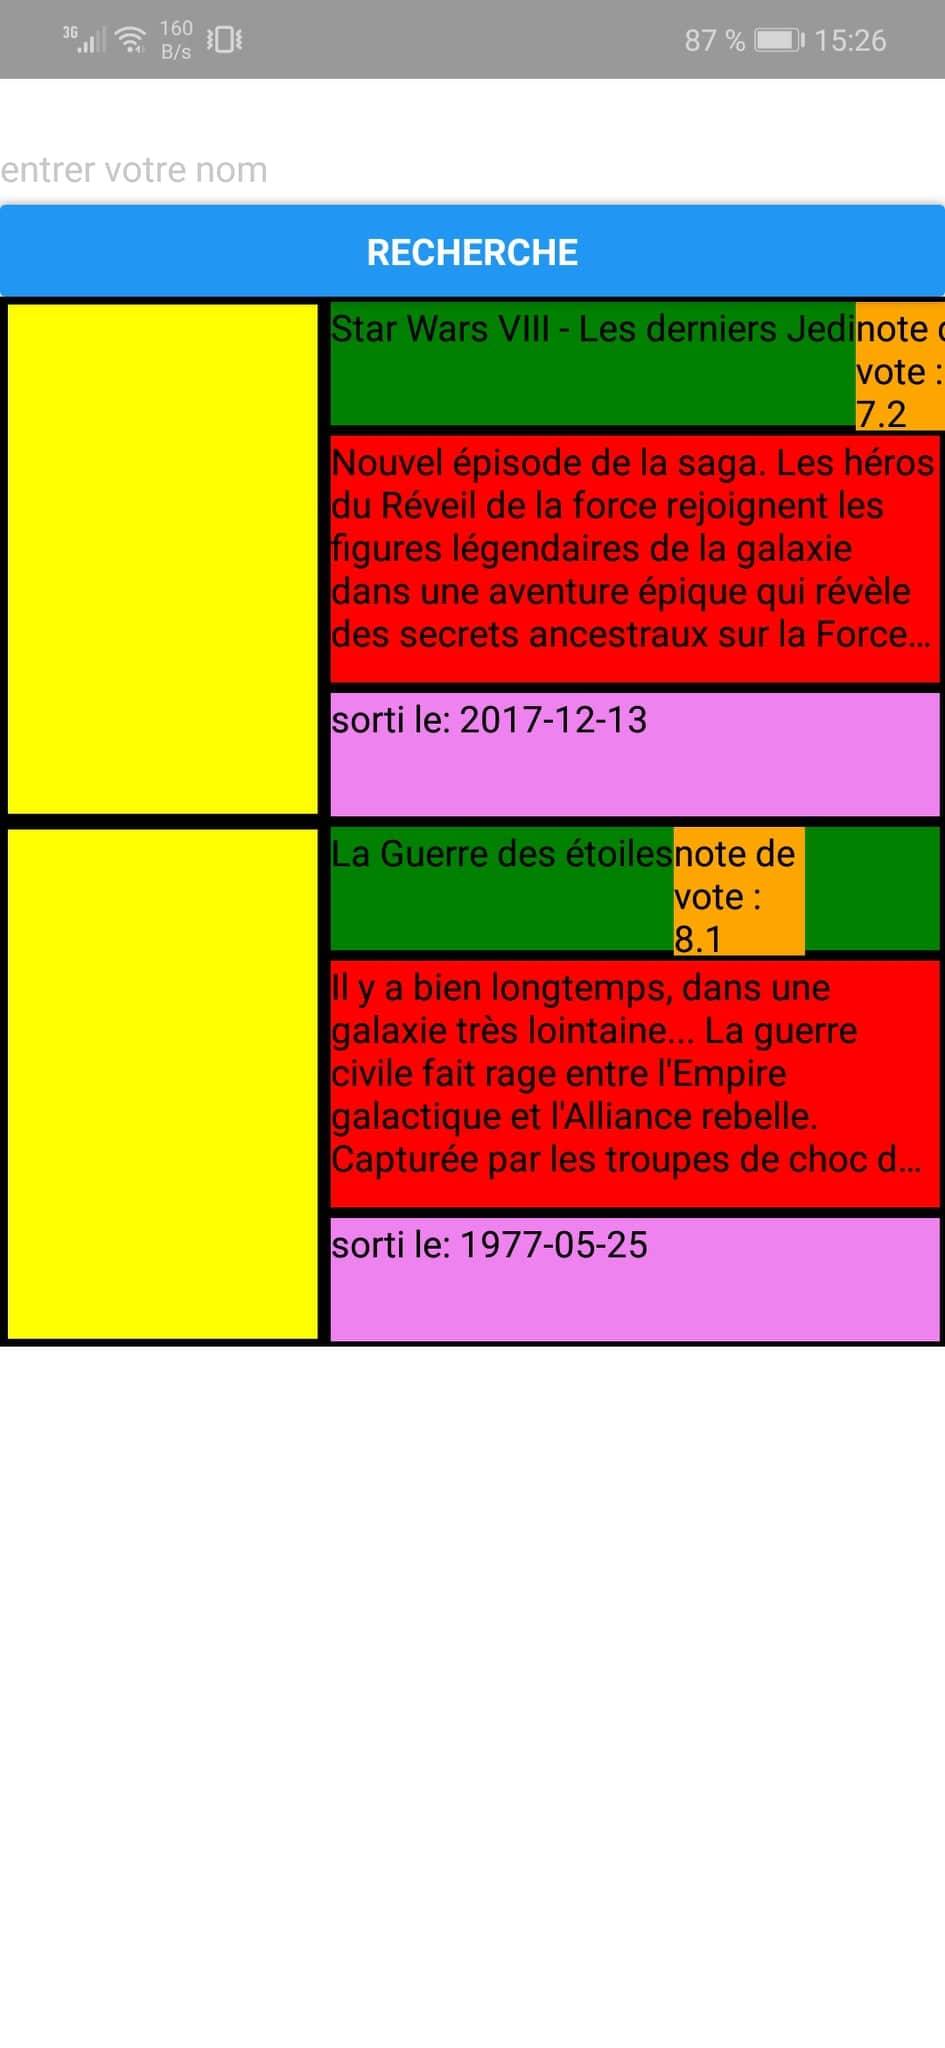 3G 160 B/s 87 % 15:26
entrer votre nom
RECHERCHE
Star Wars VIII - Les derniers Jedi
note
vote :
7.2
Nouvel épisode de la saga. Les héros
du Réveil de la force rejoignent les
figures légendaires de la galaxie
dans une aventure épique qui révèle
des secrets ancestraux sur la Force...
sorti le: 2017-12-13
La Guerre des étoiles
note de
vote :
8.1
Il y a bien longtemps, dans une
galaxie très lointaine... La guerre
civile fait rage entre l'Empire
galactique et l'Alliance rebelle.
Capturée par les troupes de choc d...
sorti le: 1977-05-25